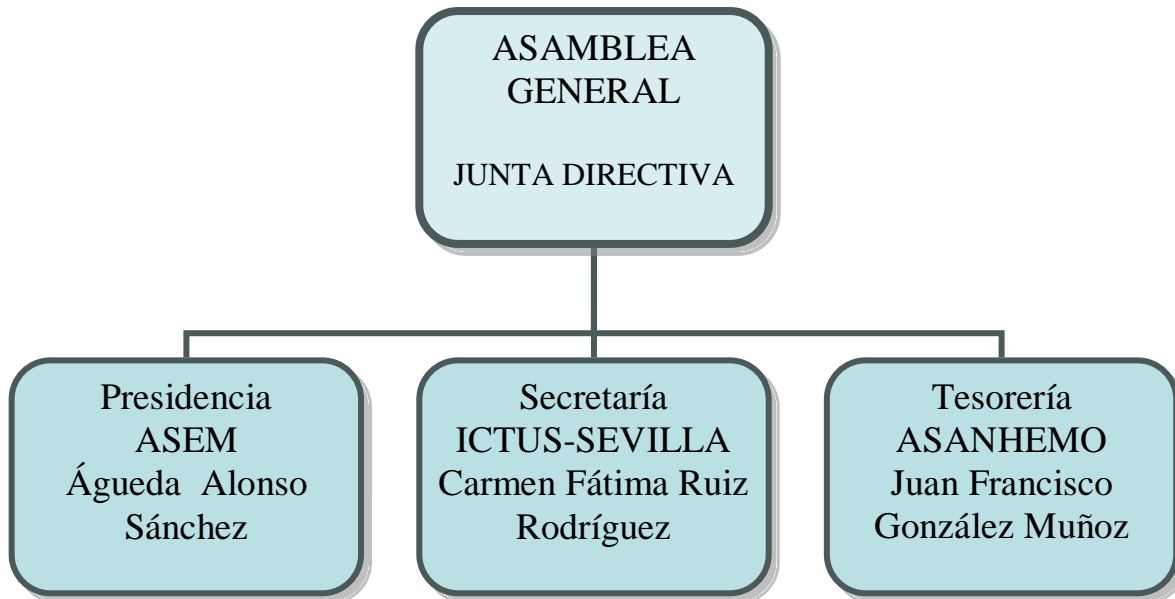 ASAMBLEA
GENERAL
JUNTA DIRECTIVA
Presidencia
ASEM
Águeda Alonso
Sánchez
Secretaría
ICTUS-SEVILLA
Carmen Fátima Ruiz
Rodríguez
Tesorería
ASANHEMO
Juan Francisco
González Muñoz